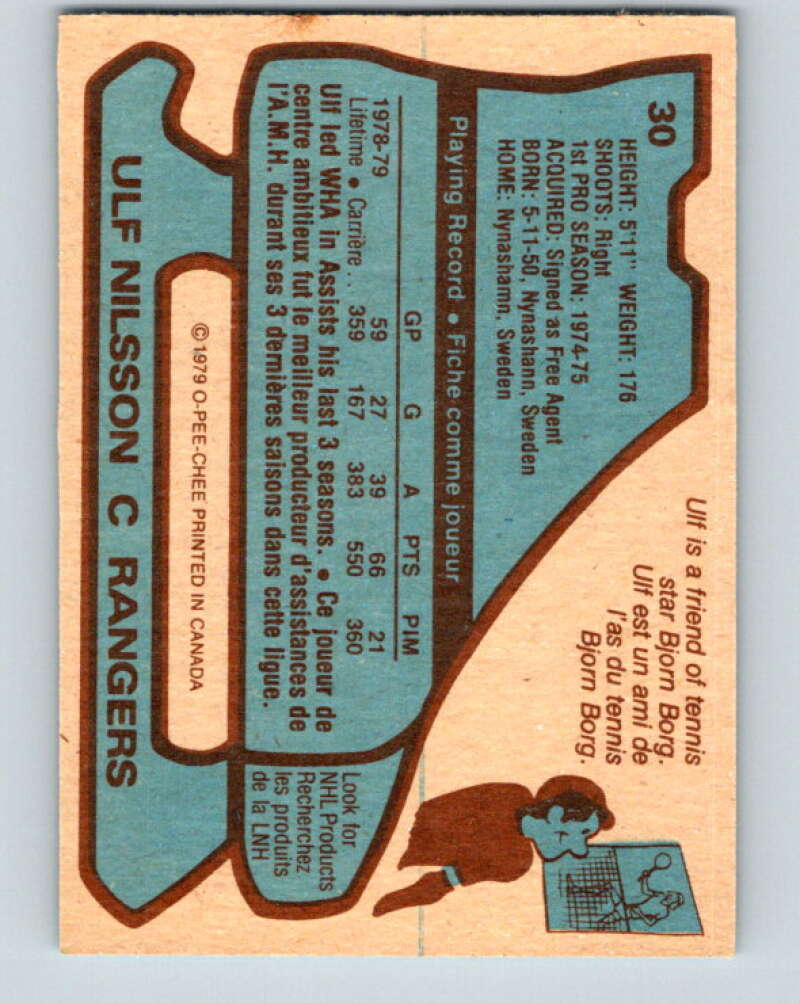 30
HEIGHT: 5'11" WEIGHT: 176
SHOOTS: Right
1st PRO SEASON: 1974-75
ACQUIRED: Signed as Free Agent
BORN: 5-11-50, Nynashann, Sweden
HOME: Nynashamn, Sweden
Ulf is a friend of tennis
star Bjorn Borg.
Ulf est un ami de
l'as du tennis
Bjorn Borg.
Playing Record • Fiche comme joueur
GP G A PTS PIM
1978-79 59 27 39 66 21
Lifetime • Carrière . . 359 167 383 550 360
Ulf led WHA in Assists his last 3 seasons. • Ce joueur de
centre ambitieux fut le meilleur producteur d'assistances de
l'A.M.H. durant ses 3 dernières saisons dans cette ligue.
Look for
NHL Products
Recherchez
les produits
de la LNH
© 1979 O-PEE-CHEE PRINTED IN CANADA
ULF NILSSON C RANGERS